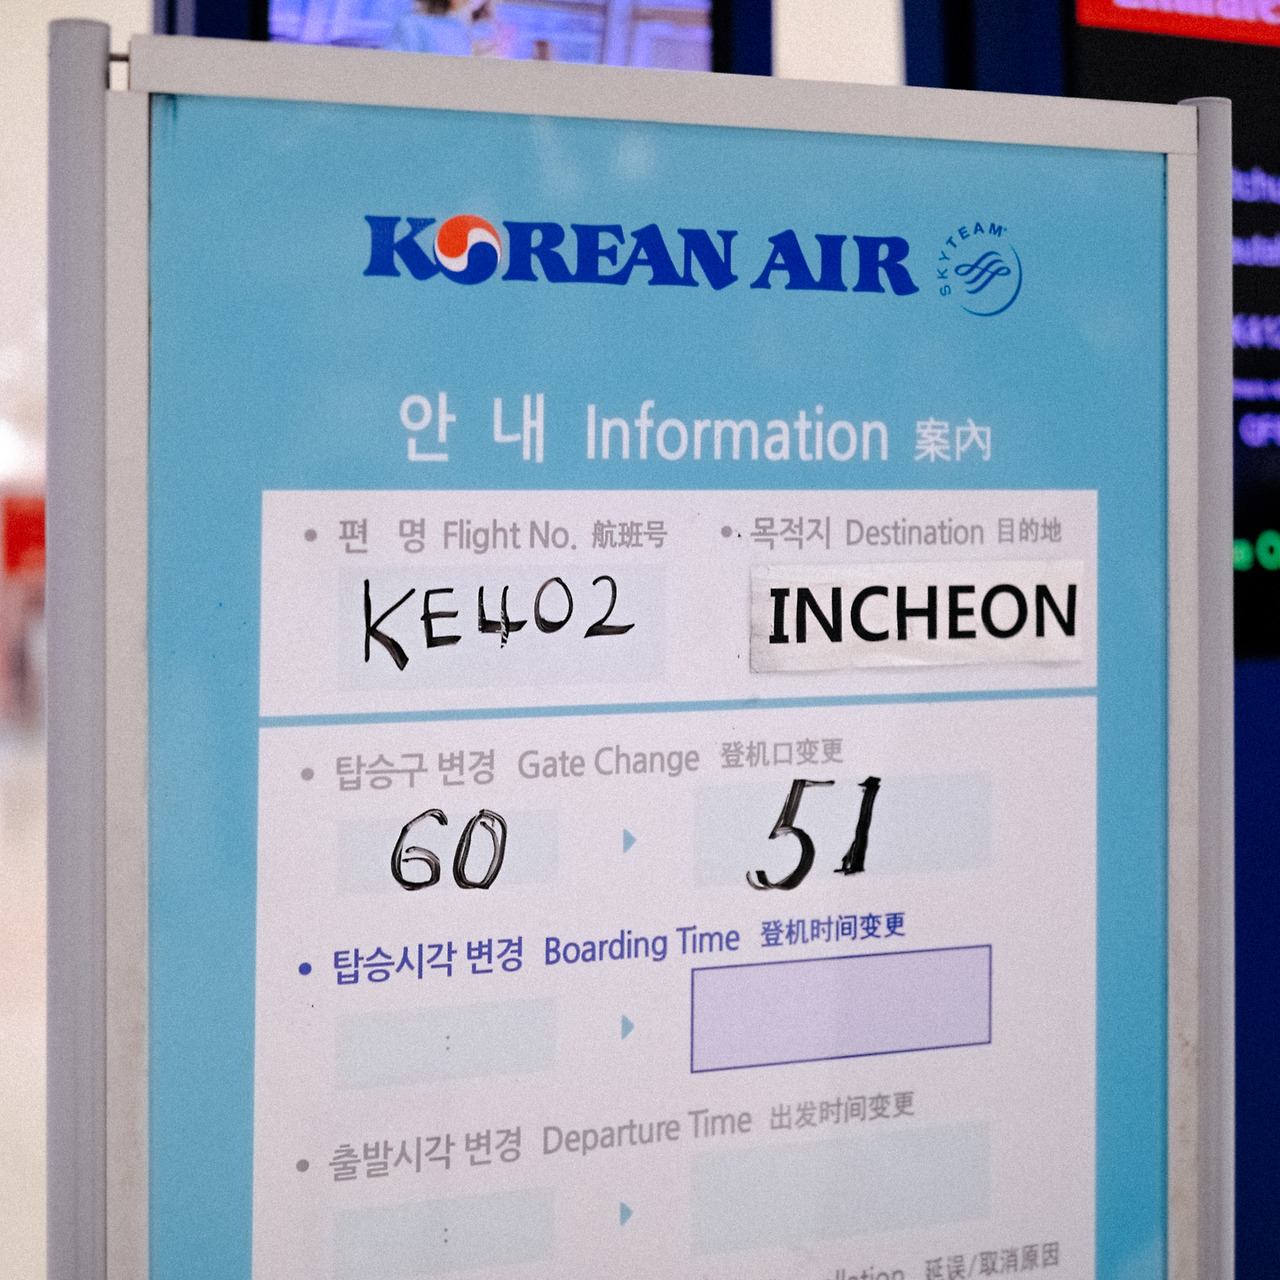 KOREAN AIR SKYTEAM
안 내 Information 案內
• 편 명 Flight No. 航班号 • 목적지 Destination 目的地
KE402 INCHEON
• 탑승구 변경 Gate Change 登机口变更
60 51
• 탑승시각 변경 Boarding Time 登机时间变更
:
• 출발시각 변경 Departure Time 出发时间变更
:
延误/取消原因